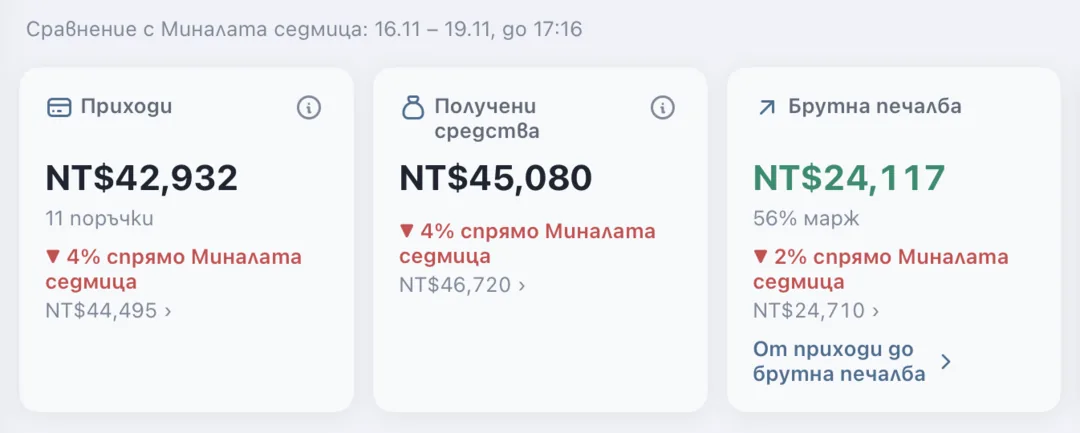 Сравнение с Миналата седмица: 16.11 – 19.11, до 17:16
Приходи
NT$42,932
11 поръчки
▼ 4% спрямо Миналата
седмица
NT$44,495 ›
Получени
средства
NT$45,080
▼ 4% спрямо Миналата
седмица
NT$46,720 ›
Брутна печалба
NT$24,117
56% марж
▼ 2% спрямо Миналата
седмица
NT$24,710 ›
От приходи до
брутна печалба